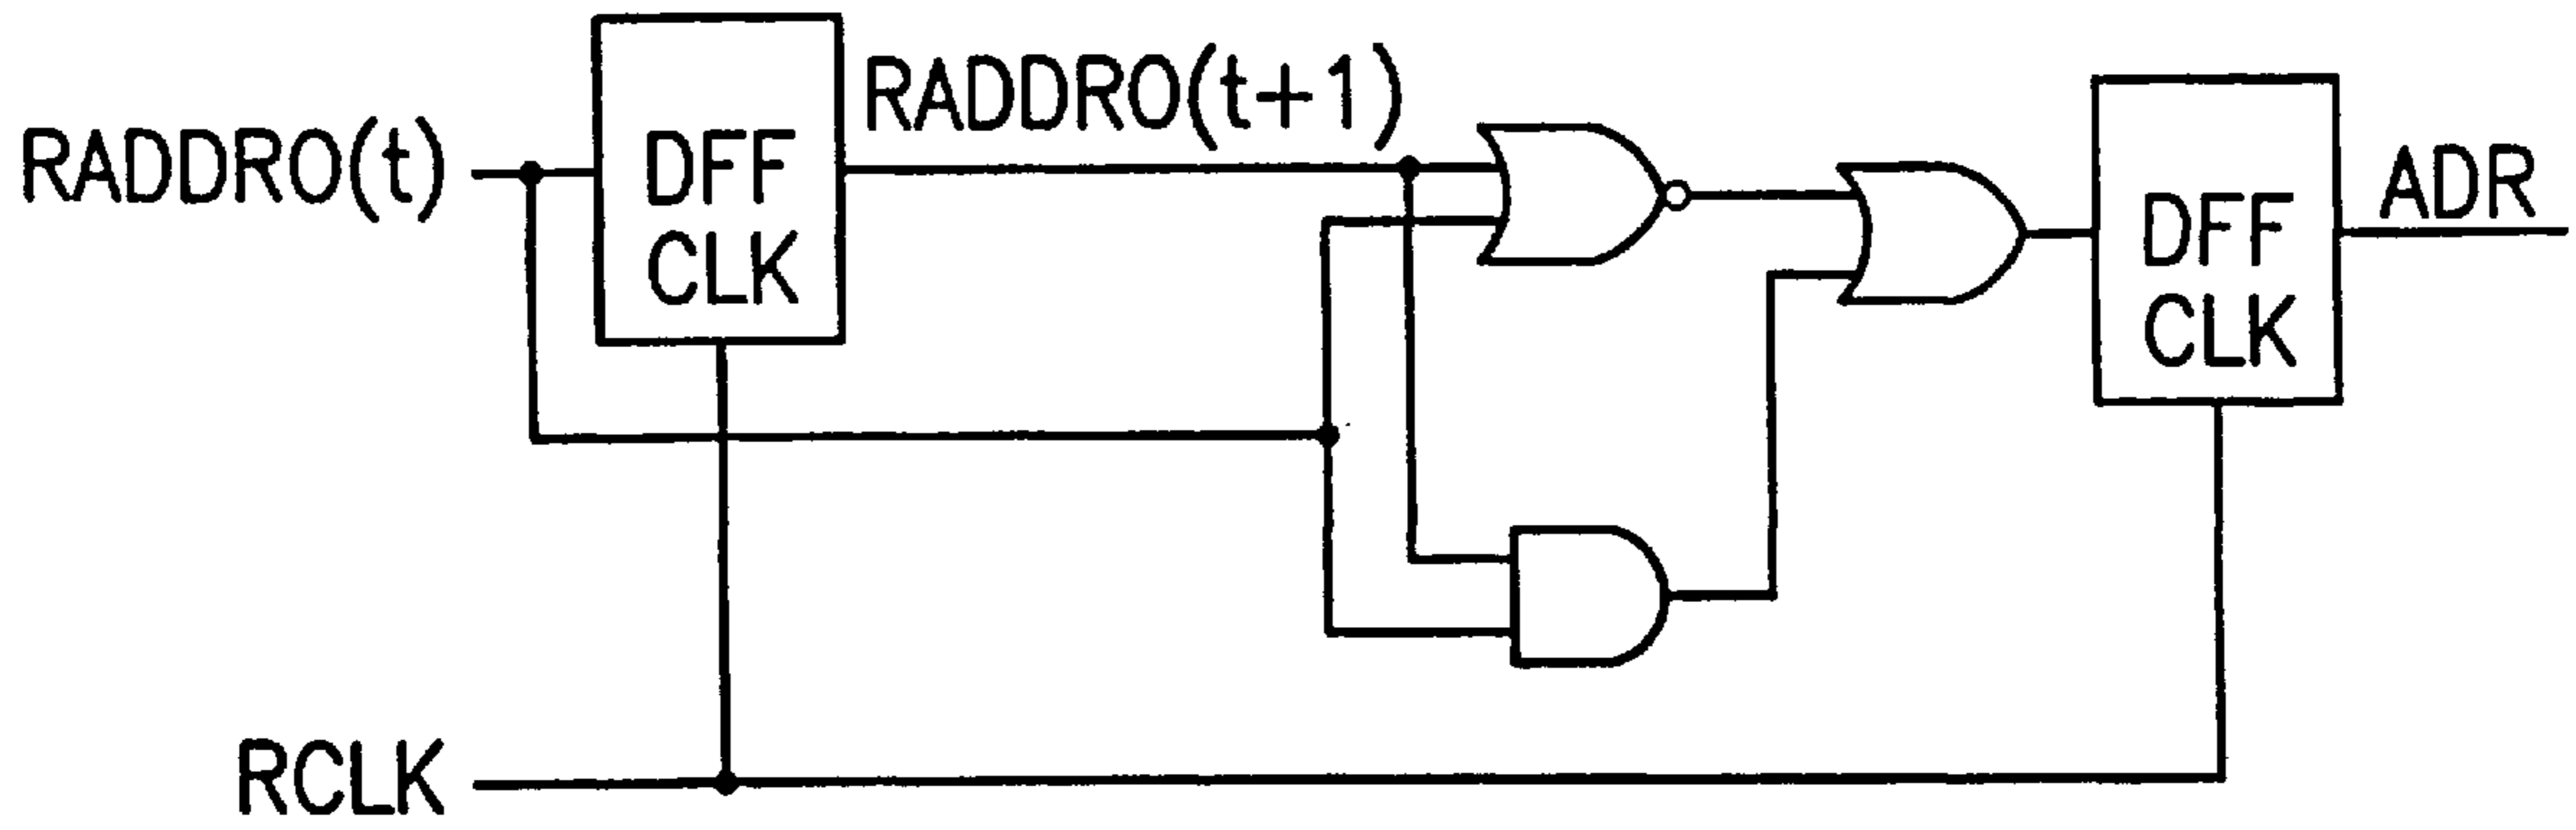 RADDRO(t)
DFF
CLK
RADDRO(t+1)
DFF
CLK
ADR
RCLK